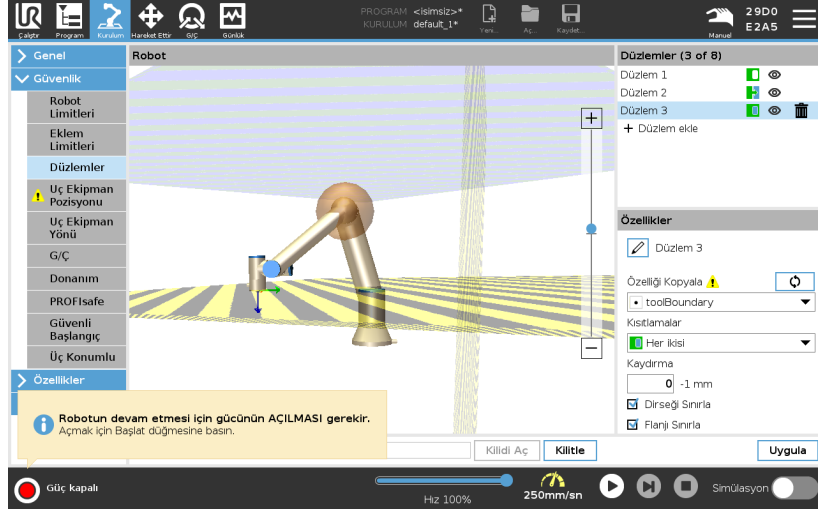 PROGRAM <isimsiz>*
KURULUM default_1*
Çalıştır
Program
Kurulum
Hareket Ettir
G/Ç
Günlük
Yeni...
Aç...
Kaydet...
Manuel
29D0
E2A5
Genel
Güvenlik
Robot
Limitleri
Eklem
Limitleri
Düzlemler
Uç Ekipman
Pozisyonu
Uç Ekipman
Yönü
G/Ç
Donanım
PROFIsafe
Güvenli
Başlangıç
Üç Konumlu
Özellikler
Robot
Düzlemler (3 of 8)
Düzlem 1
Düzlem 2
Düzlem 3
+ Düzlem ekle
Özellikler
Düzlem 3
Özelliği Kopyala
toolBoundary
Kısıtlamalar
Her ikisi
Kaydırma
0 -1 mm
Dirseği Sınırla
Flanjı Sınırla
Robotun devam etmesi için gücünün AÇILMASI gerekir.
Açmak için Başlat düğmesine basın.
Kilidi Aç
Kilitle
Uygula
Güç kapalı
Hız 100%
250mm/sn
Simülasyon